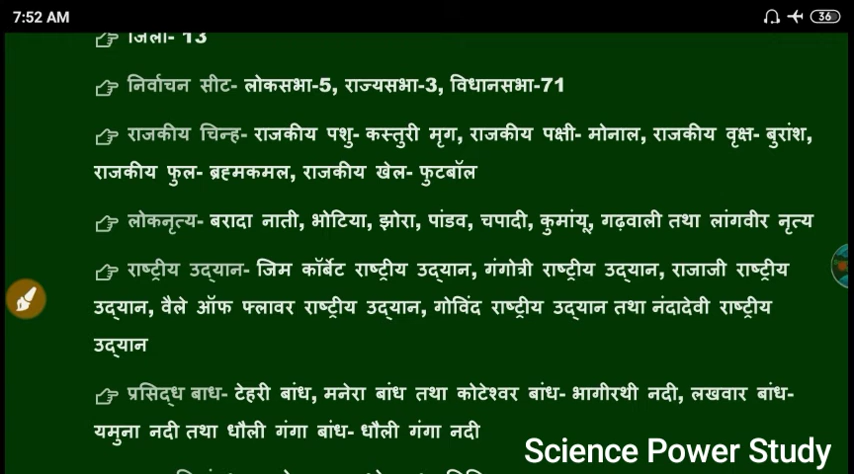 7:52 AM
36
जिला- 13
निर्वाचन सीट- लोकसभा-5, राज्यसभा-3, विधानसभा-71
राजकीय चिन्ह- राजकीय पशु- कस्तुरी मृग, राजकीय पक्षी- मोनाल, राजकीय वृक्ष- बुरांश,
राजकीय फुल- ब्रह्मकमल, राजकीय खेल- फुटबॉल
लोकनृत्य- बरादा नाती, भोटिया, झोरा, पांडव, चपादी, कुमांयू, गढ़वाली तथा लांगवीर नृत्य
राष्ट्रीय उद्यान- जिम कॉर्बेट राष्ट्रीय उद्यान, गंगोत्री राष्ट्रीय उद्यान, राजाजी राष्ट्रीय
उद्यान, वैले ऑफ फ्लावर राष्ट्रीय उद्यान, गोविंद राष्ट्रीय उद्यान तथा नंदादेवी राष्ट्रीय
उद्यान
प्रसिद्ध बाध- टेहरी बांध, मनेरा बांध तथा कोटेश्वर बांध- भागीरथी नदी, लखवार बांध-
यमुना नदी तथा धौली गंगा बांध- धौली गंगा नदी
Science Power Study